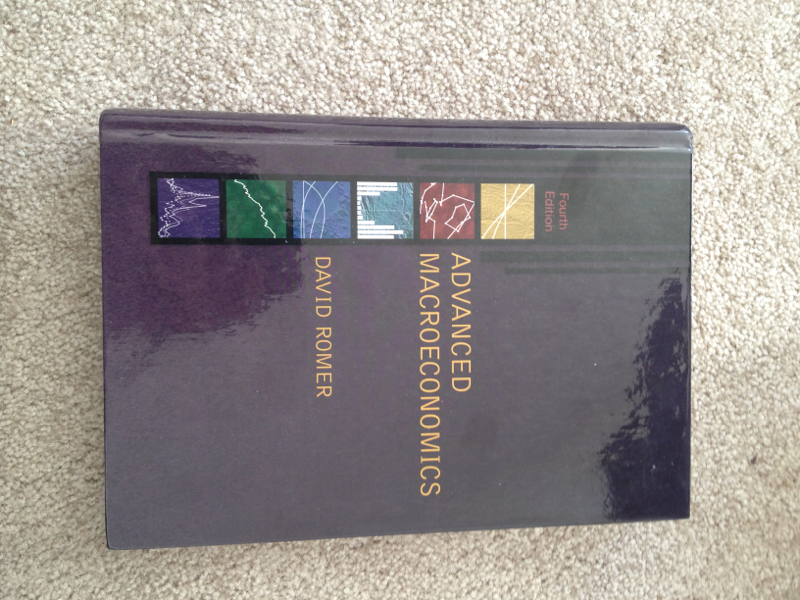 Fourth
Edition
ADVANCED
MACROECONOMICS
DAVID ROMER